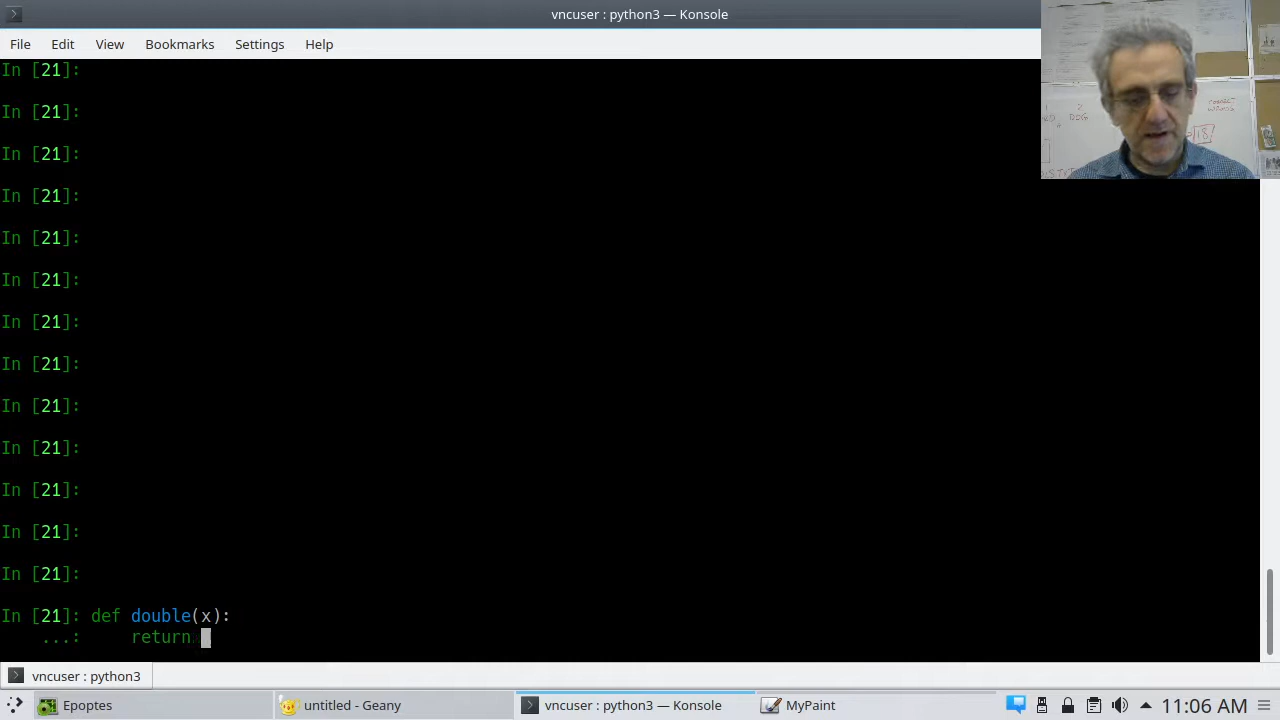 vncuser : python3 — Konsole
File Edit View Bookmarks Settings Help
In [21]:
In [21]:
In [21]:
In [21]:
In [21]:
In [21]:
In [21]:
In [21]:
In [21]:
In [21]:
In [21]:
In [21]:
In [21]:
In [21]: def double(x):
...: return
vncuser : python3
Epoptes untitled - Geany vncuser : python3 — Konsole MyPaint 11:06 AM